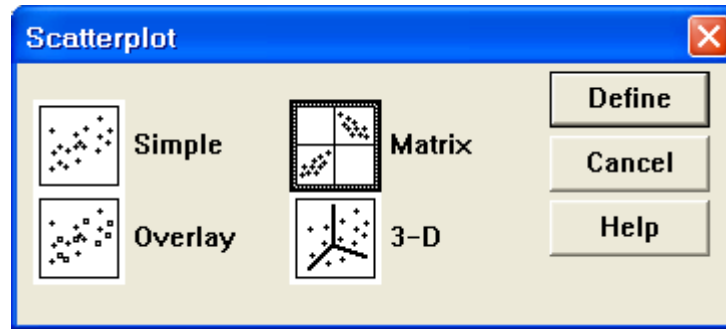 Scatterplot
Simple
Matrix
Overlay
3-D
Define
Cancel
Help